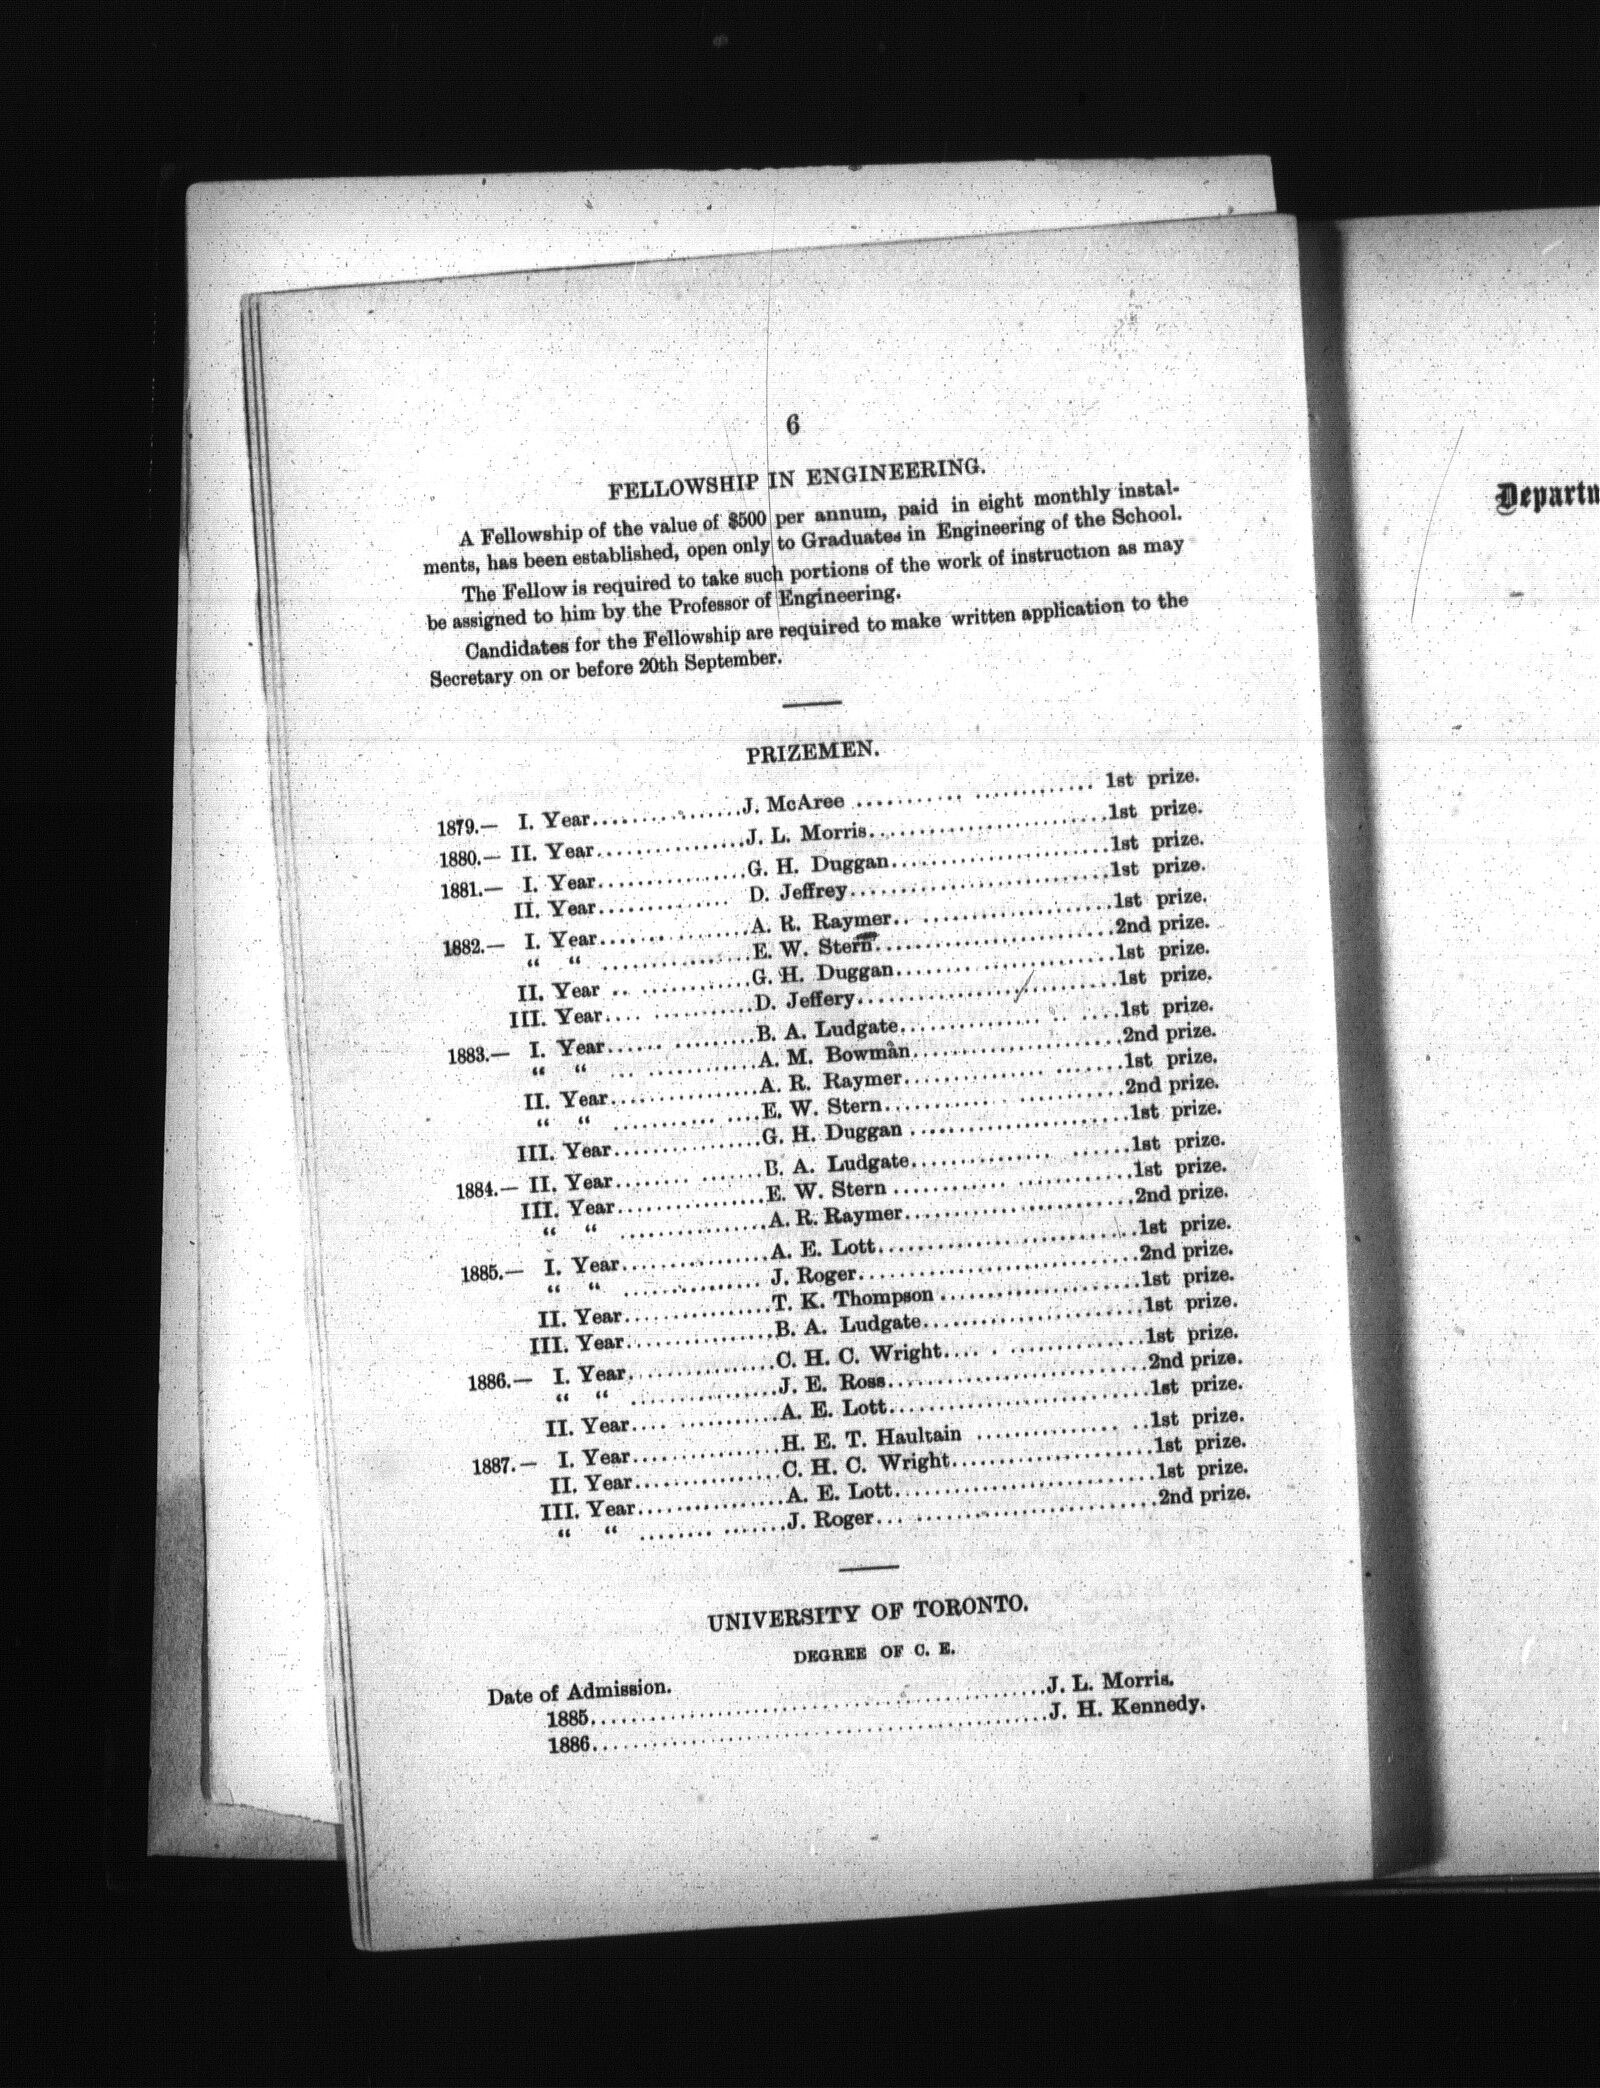 6
FELLOWSHIP IN ENGINEERING.
A Fellowship of the value of $500 per annum, paid in eight monthly instal-
ments, has been established, open only to Graduates in Engineering of the School.
The Fellow is required to take such portions of the work of instruction as may
be assigned to him by the Professor of Engineering.
Candidates for the Fellowship are required to make written application to the
Secretary on or before 20th September.
PRIZEMEN.
1879.— I. Year................J. McAree ........................ 1st prize.
1880.— II. Year...............J. L. Morris........................1st prize.
1881.— I. Year...............G. H. Duggan......................1st prize.
II. Year.............. D. Jeffrey..........................1st prize.
1882.— I. Year...............A. R. Raymer.. ...................1st prize.
“ “ ...............E. W. Stern........................2nd prize.
II. Year .. ...........G. H. Duggan......................1st prize.
III. Year.... ..........D. Jeffery..........................1st prize.
1883.— I. Year...... ........B. A. Ludgate............... .. ....1st prize.
“ “ ... ...........A. M. Bowman.....................2nd prize.
II. Year...............A. R. Raymer.............. .......1st prize.
“ “ ........... ....E. W. Stern........... ...........2nd prize.
III. Year...............G. H. Duggan ......................1st prize.
1884.— II. Year........ ......B. A. Ludgate............... ......1st prize.
III. Year...............E. W. Stern ............ .........1st prize.
“ “ ...............A. R. Raymer.......................2nd prize.
1885.— I. Year...............A. E. Lott..........................1st prize.
“ “ .............. J. Roger............................2nd prize.
II. Year...............T. K. Thompson ....................1st prize.
III. Year...............B. A. Ludgate......................1st prize.
1886.— I. Year...............C. H. C. Wright.... . ..............1st prize.
“ “ ...............J. E. Ross..........................2nd prize.
II. Year.... ..........A. E. Lott..........................1st prize.
1887.— I. Year...............H. E. T. Haultain ............... ..1st prize.
II. Year...............C. H. C. Wright.....................1st prize.
III. Year...............A. E. Lott..........................1st prize.
“ “ ........ .......J. Roger... ........................2nd prize.
UNIVERSITY OF TORONTO.
DEGREE OF C. E.
Date of Admission.
1885..............................................J. L. Morris.
1886..............................................J. H. Kennedy.